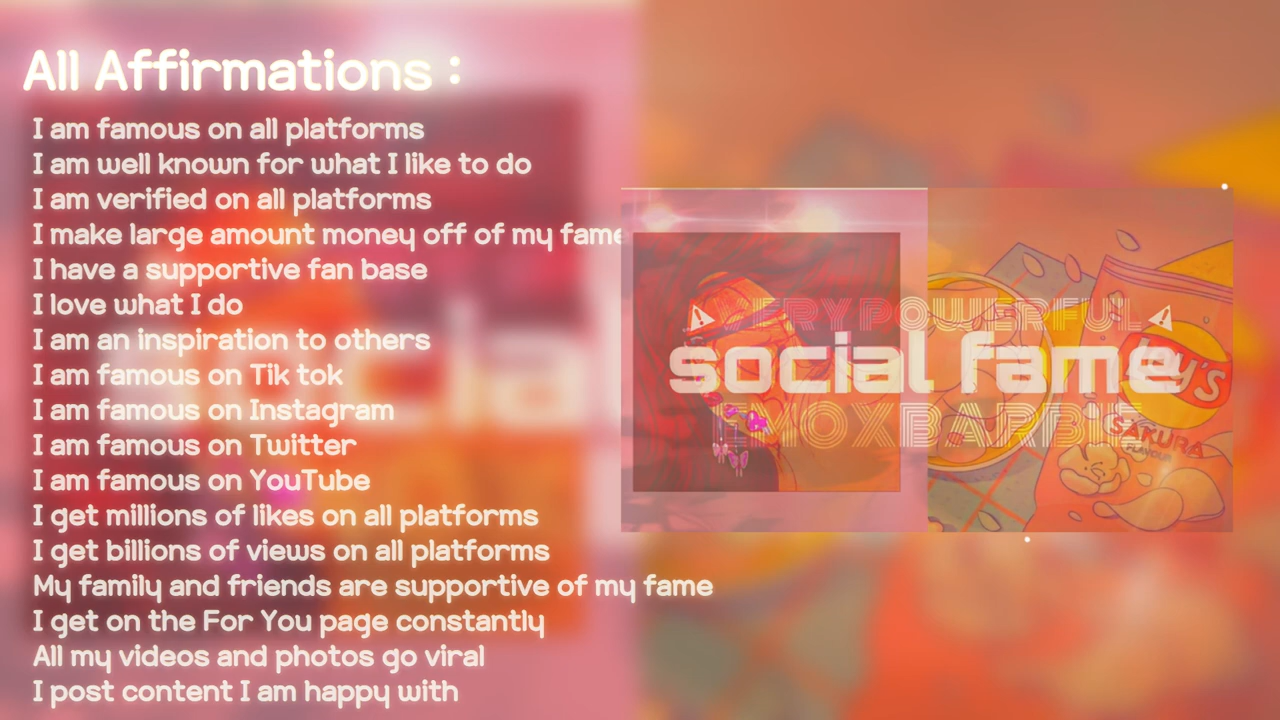 All Affirmations :
I am famous on all platforms
I am well known for what I like to do
I am verified on all platforms
I make large amount money off of my fame
I have a supportive fan base
I love what I do
I am an inspiration to others
I am famous on Tik tok
I am famous on Instagram
I am famous on Twitter
I am famous on YouTube
I get millions of likes on all platforms
I get billions of views on all platforms
My family and friends are supportive of my fame
I get on the For You page constantly
All my videos and photos go viral
I post content I am happy with
VERY POWERFUL
social fame
SAKURA
FLAVOUR